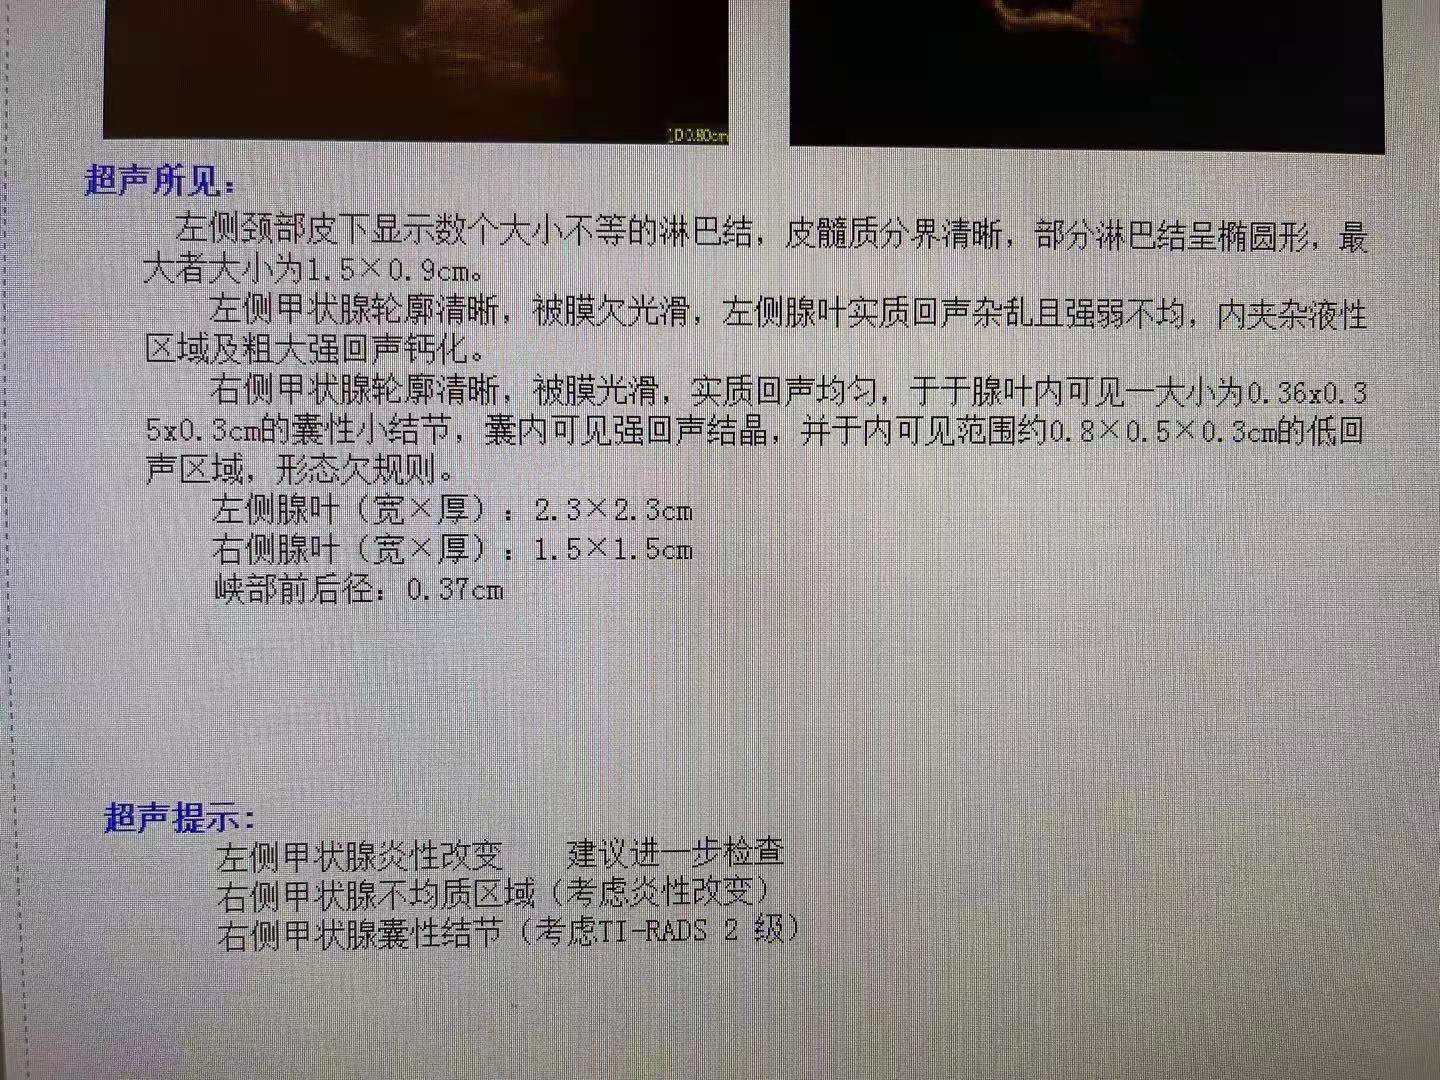 1D 0.80cm
超声所见：
左侧颈部皮下显示数个大小不等的淋巴结，皮髓质分界清晰，部分淋巴结呈椭圆形，最
大者大小为1.5×0.9cm。
左侧甲状腺轮廓清晰，被膜欠光滑，左侧腺叶实质回声杂乱且强弱不均，内夹杂液性
区域及粗大强回声钙化。
右侧甲状腺轮廓清晰，被膜光滑，实质回声均匀，于于腺叶内可见一大小为0.36x0.3
5x0.3cm的囊性小结节，囊内可见强回声结晶，并于内可见范围约0.8×0.5×0.3cm的低回
声区域，形态欠规则。
左侧腺叶（宽×厚）：2.3×2.3cm
右侧腺叶（宽×厚）：1.5×1.5cm
峡部前后径：0.37cm
超声提示：
左侧甲状腺炎性改变　　建议进一步检查
右侧甲状腺不均质区域（考虑炎性改变）
右侧甲状腺囊性结节（考虑TI-RADS 2 级）